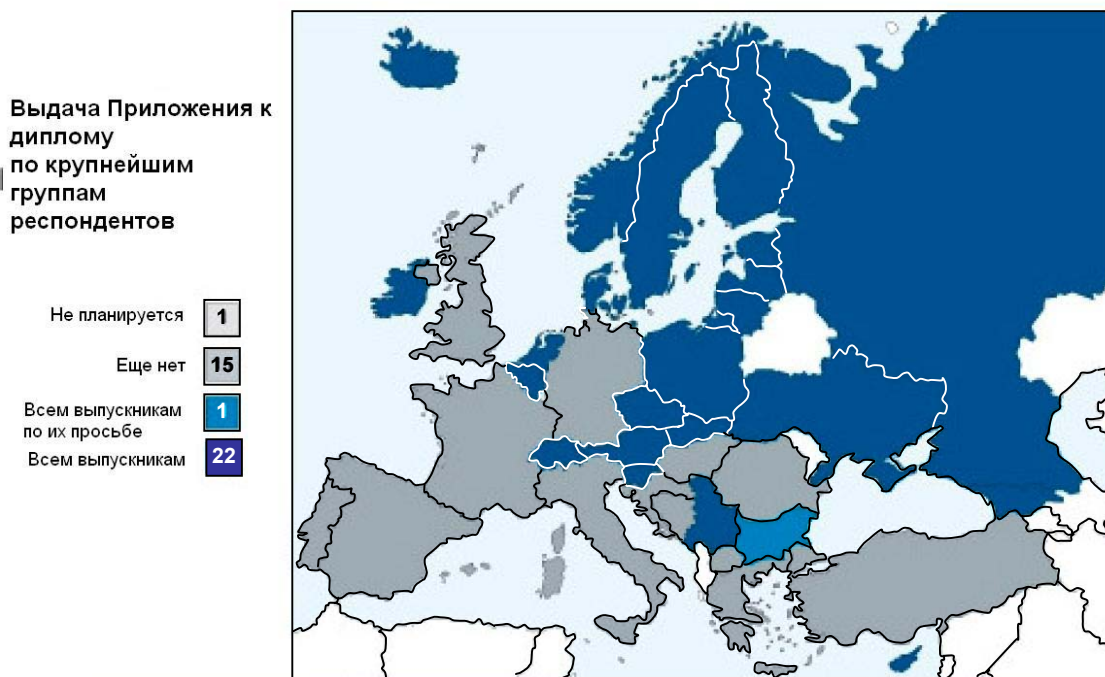 Выдача Приложения к
диплому
по крупнейшим
группам
респондентов
Не планируется 1
Еще нет 15
Всем выпускникам
по их просьбе 1
Всем выпускникам 22